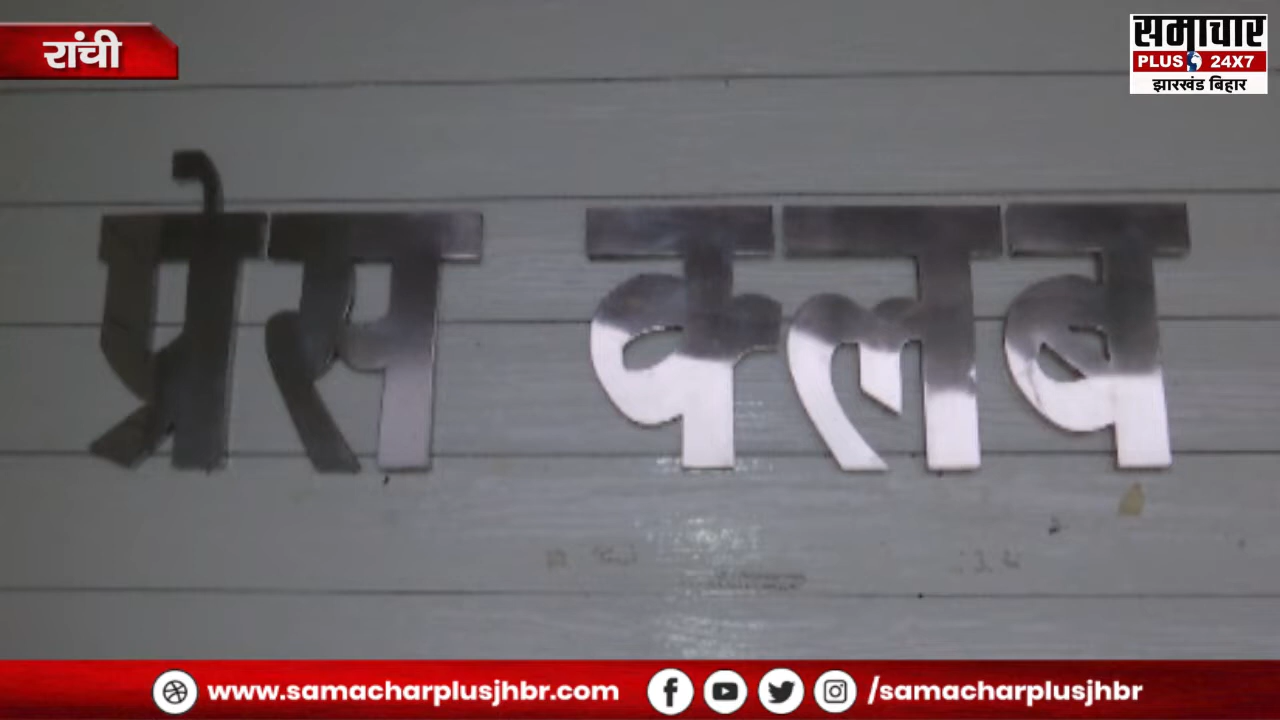 रांची
समाचार
PLUS 24X7
झारखंड बिहार
प्रेस क्लब
www.samacharplusjhbr.com /samacharplusjhbr